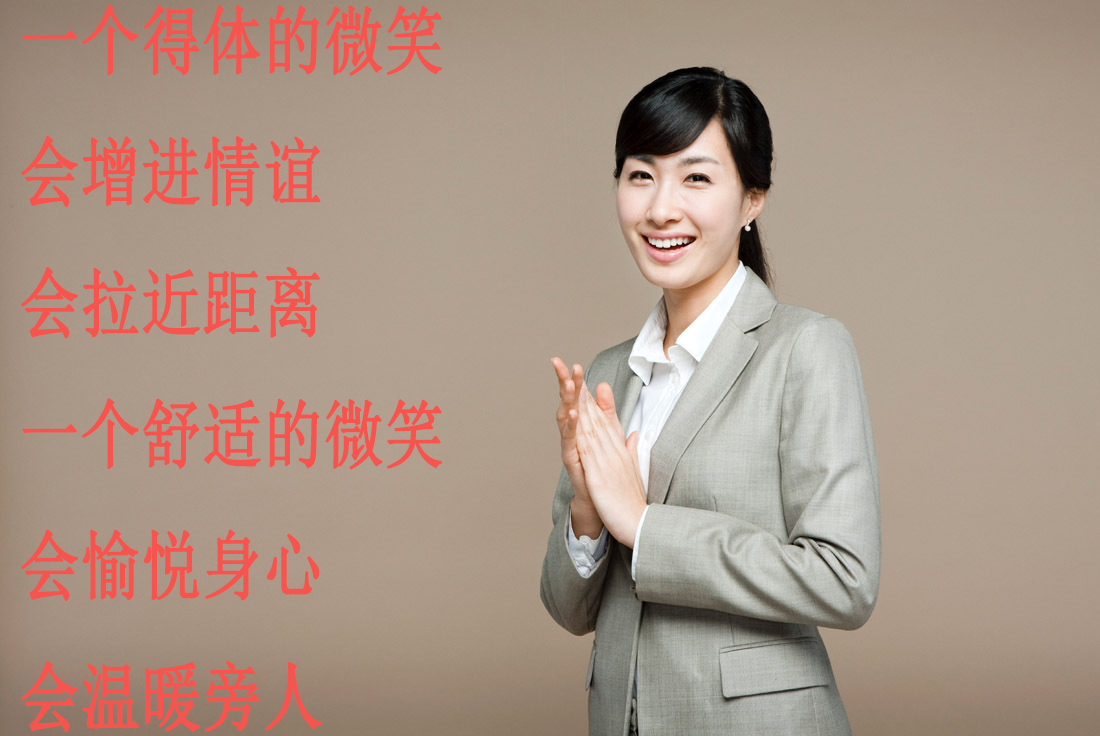 一个得体的微笑
会增进情谊
会拉近距离
一个舒适的微笑
会愉悦身心
会温暖旁人